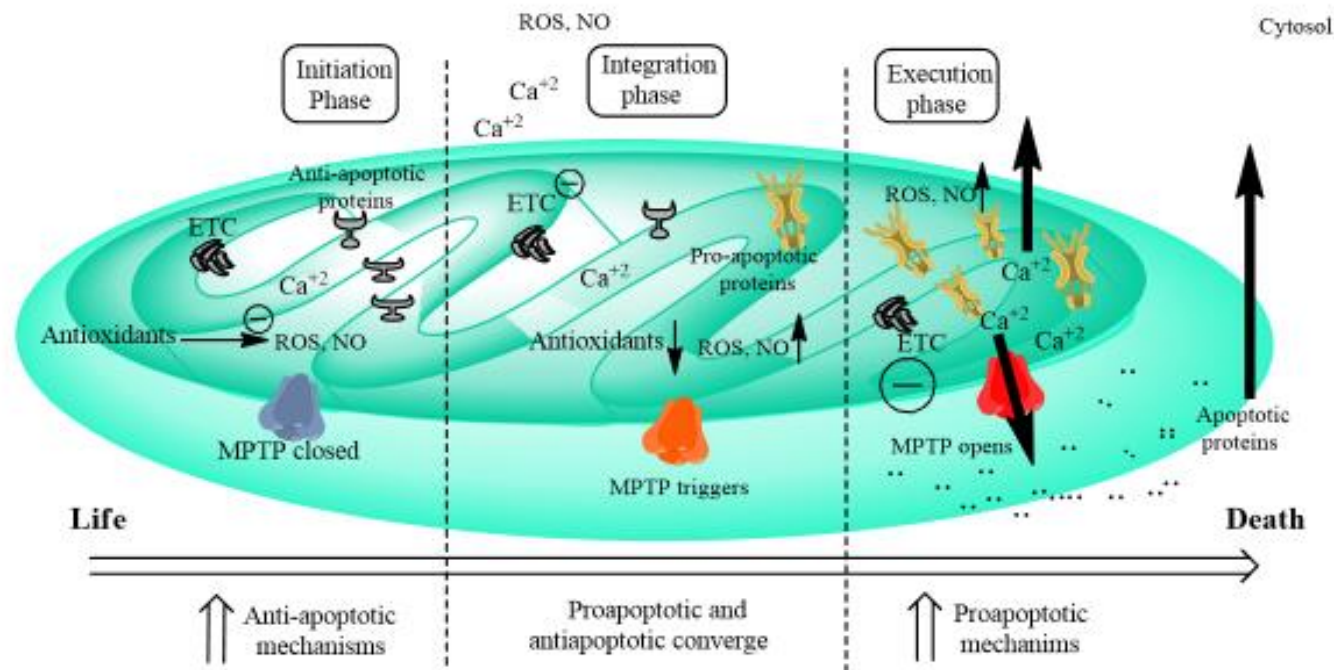 ROS, NO
Cytosol
Initiation
Phase
Integration
phase
Execution
phase
Ca+2
Ca+2
Anti-apoptotic
proteins
ETC
Ca+2
Antioxidants
ROS, NO
MPTP closed
ETC
Ca+2
Pro-apoptotic
proteins
Antioxidants
ROS, NO
MPTP triggers
ROS, NO
Ca+2
Ca+2
Ca+2
ETC
MPTP opens
Apoptotic
proteins
Life
Death
Anti-apoptotic
mechanisms
Proapoptotic and
antiapoptotic converge
Proapoptotic
mechanims